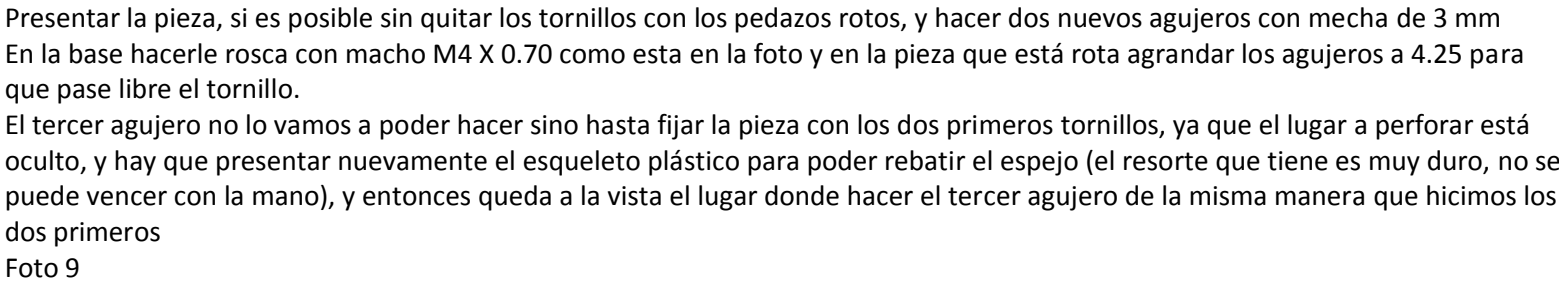 Presentar la pieza, si es posible sin quitar los tornillos con los pedazos rotos, y hacer dos nuevos agujeros con mecha de 3 mm
En la base hacerle rosca con macho M4 X 0.70 como esta en la foto y en la pieza que está rota agrandar los agujeros a 4.25 para
que pase libre el tornillo.
El tercer agujero no lo vamos a poder hacer sino hasta fijar la pieza con los dos primeros tornillos, ya que el lugar a perforar está
oculto, y hay que presentar nuevamente el esqueleto plástico para poder rebatir el espejo (el resorte que tiene es muy duro, no se
puede vencer con la mano), y entonces queda a la vista el lugar donde hacer el tercer agujero de la misma manera que hicimos los
dos primeros
Foto 9